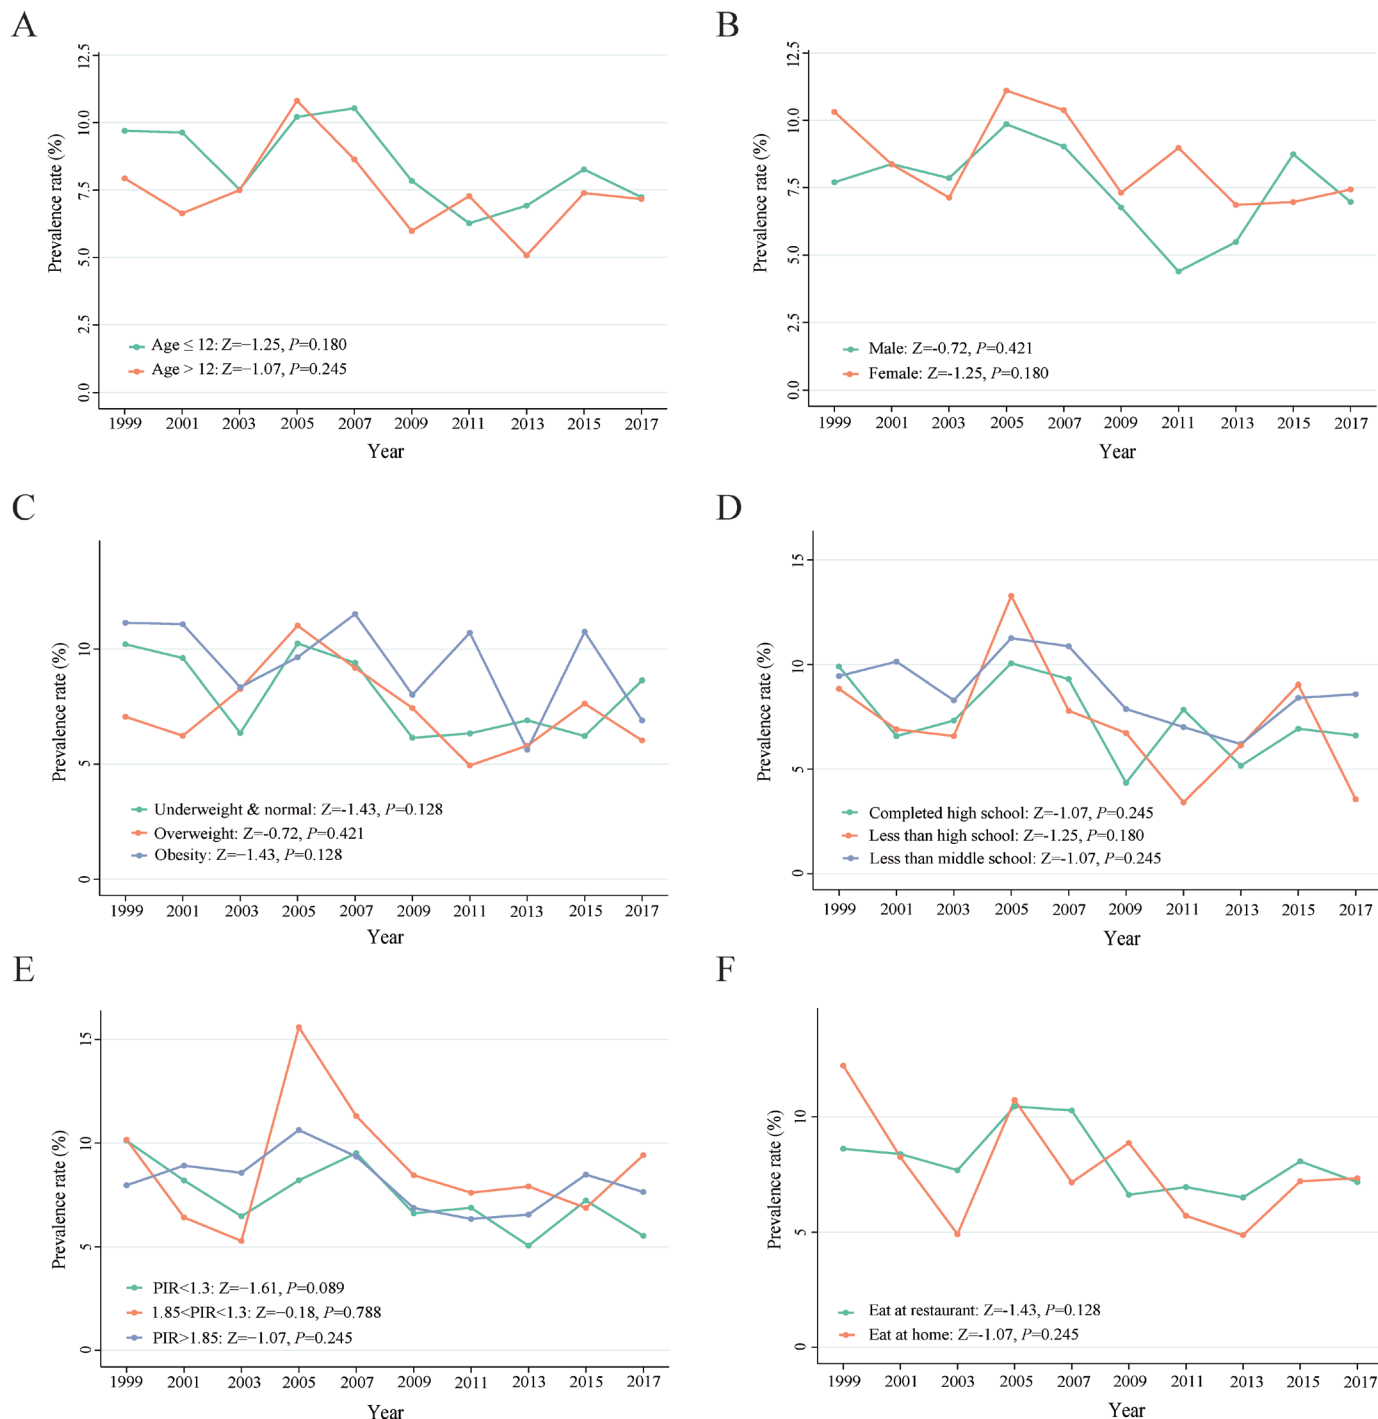 A
Prevalence rate (%)
12.5
10.0
7.5
5.0
2.5
0.0
Age ≤ 12: Z=−1.25, P=0.180
Age > 12: Z=−1.07, P=0.245
1999 2001 2003 2005 2007 2009 2011 2013 2015 2017
Year
B
Prevalence rate (%)
12.5
10.0
7.5
5.0
2.5
0.0
Male: Z=-0.72, P=0.421
Female: Z=-1.25, P=0.180
1999 2001 2003 2005 2007 2009 2011 2013 2015 2017
Year
C
Prevalence rate (%)
10
5
0
Underweight & normal: Z=-1.43, P=0.128
Overweight: Z=-0.72, P=0.421
Obesity: Z=−1.43, P=0.128
1999 2001 2003 2005 2007 2009 2011 2013 2015 2017
Year
D
Prevalence rate (%)
15
10
5
0
Completed high school: Z=-1.07, P=0.245
Less than high school: Z=-1.25, P=0.180
Less than middle school: Z=-1.07, P=0.245
1999 2001 2003 2005 2007 2009 2011 2013 2015 2017
Year
E
Prevalence rate (%)
15
10
5
0
PIR<1.3: Z=−1.61, P=0.089
1.85<PIR<1.3: Z=−0.18, P=0.788
PIR>1.85: Z=−1.07, P=0.245
1999 2001 2003 2005 2007 2009 2011 2013 2015 2017
Year
F
Prevalence rate (%)
10
5
0
Eat at restaurant: Z=-1.43, P=0.128
Eat at home: Z=-1.07, P=0.245
1999 2001 2003 2005 2007 2009 2011 2013 2015 2017
Year